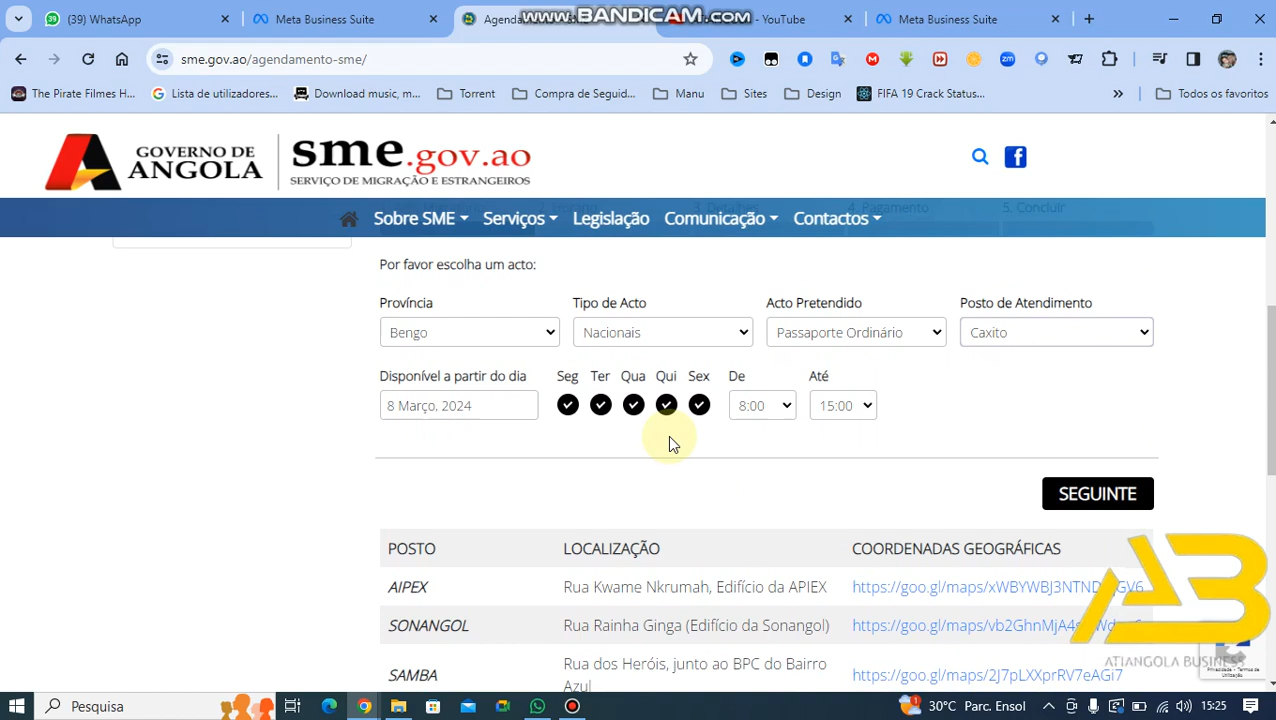 (39) WhatsApp
Meta Business Suite
www.BANDICAM.com
- YouTube
Meta Business Suite
sme.gov.ao/agendamento-sme/
The Pirate Filmes H...
Lista de utilizadores...
Download music, m...
Torrent
Compra de Seguid...
Manu
Sites
Design
FIFA 19 Crack Status...
»
Todos os favoritos
GOVERNO DE
ANGOLA
sme.gov.ao
SERVIÇO DE MIGRAÇÃO E ESTRANGEIROS
3. Detalhes
4. Pagamento
5. Concluir
Sobre SME
Serviços
Legislação
Comunicação
Contactos
Por favor escolha um acto:
Província
Tipo de Acto
Acto Pretendido
Posto de Atendimento
Bengo
Nacionais
Passaporte Ordinário
Caxito
Disponível a partir do dia
Seg
Ter
Qua
Qui
Sex
De
Até
8 Março, 2024
8:00
15:00
SEGUINTE
POSTO
LOCALIZAÇÃO
COORDENADAS GEOGRÁFICAS
AIPEX
Rua Kwame Nkrumah, Edifício da APIEX
SONANGOL
Rua Rainha Ginga (Edifício da Sonangol)
SAMBA
Rua dos Heróis, junto ao BPC do Bairro
Azul
https://goo.gl/maps/2J7pLXXprRV7eAGi7
AB
ATIANGOLA BUSINESS
Pesquisa
30°C Parc. Ensol
15:25